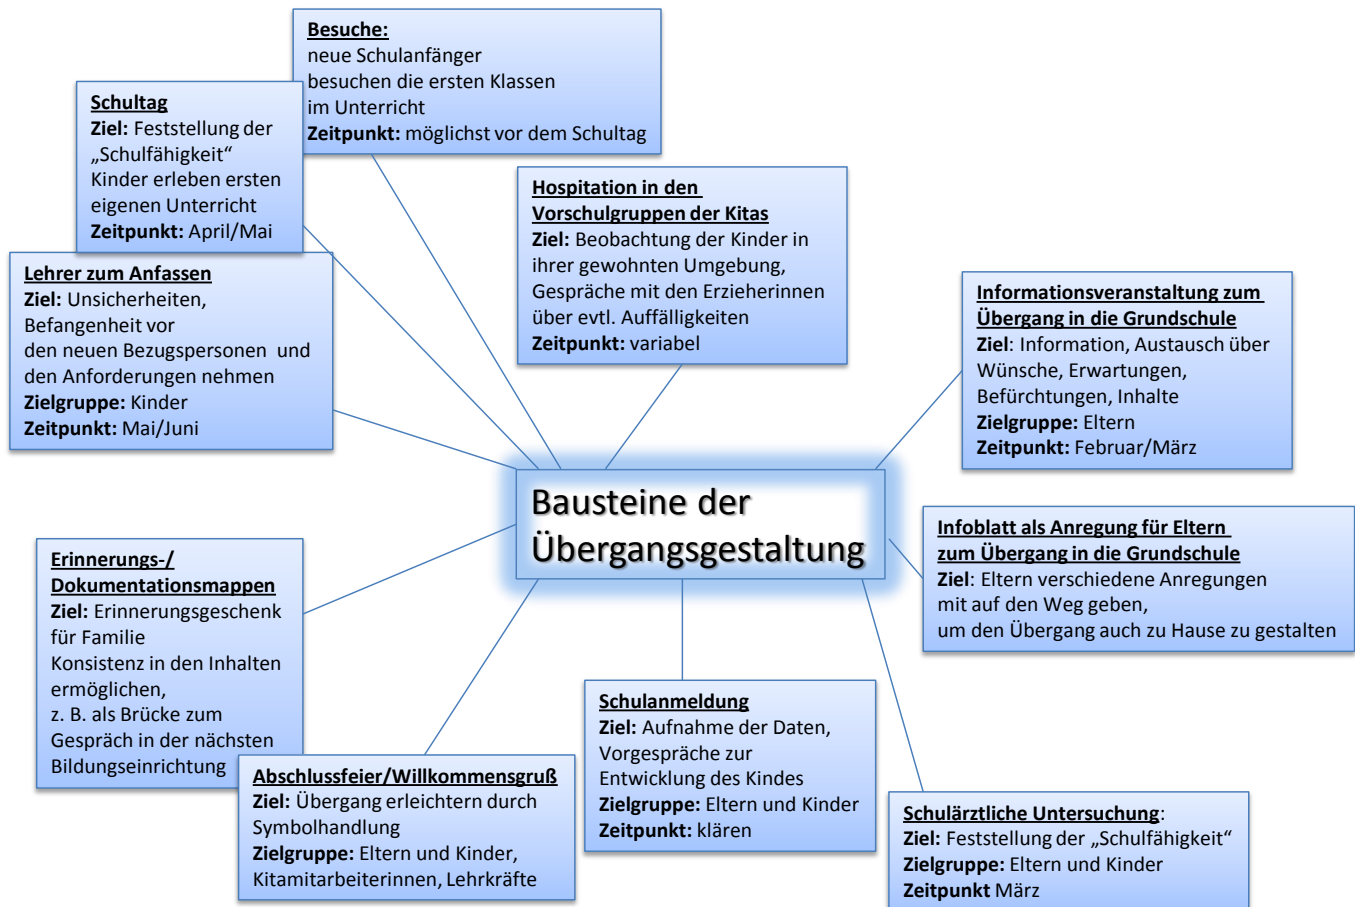 Besuche:
neue Schulanfänger
besuchen die ersten Klassen
im Unterricht
Zeitpunkt: möglichst vor dem Schultag
Schultag
Ziel: Feststellung der
„Schulfähigkeit“
Kinder erleben ersten
eigenen Unterricht
Zeitpunkt: April/Mai
Hospitation in den
Vorschulgruppen der Kitas
Ziel: Beobachtung der Kinder in
ihrer gewohnten Umgebung,
Gespräche mit den Erzieherinnen
über evtl. Auffälligkeiten
Zeitpunkt: variabel
Lehrer zum Anfassen
Ziel: Unsicherheiten,
Befangenheit vor
den neuen Bezugspersonen und
den Anforderungen nehmen
Zielgruppe: Kinder
Zeitpunkt: Mai/Juni
Informationsveranstaltung zum
Übergang in die Grundschule
Ziel: Information, Austausch über
Wünsche, Erwartungen,
Befürchtungen, Inhalte
Zielgruppe: Eltern
Zeitpunkt: Februar/März
Bausteine der
Übergangsgestaltung
Infoblatt als Anregung für Eltern
zum Übergang in die Grundschule
Ziel: Eltern verschiedene Anregungen
mit auf den Weg geben,
um den Übergang auch zu Hause zu gestalten
Erinnerungs-/
Dokumentationsmappen
Ziel: Erinnerungsgeschenk
für Familie
Konsistenz in den Inhalten
ermöglichen,
z. B. als Brücke zum
Gespräch in der nächsten
Bildungseinrichtung
Abschlussfeier/Willkommensgruß
Ziel: Übergang erleichtern durch
Symbolhandlung
Zielgruppe: Eltern und Kinder,
Kitamitarbeiterinnen, Lehrkräfte
Schulanmeldung
Ziel: Aufnahme der Daten,
Vorgespräche zur
Entwicklung des Kindes
Zielgruppe: Eltern und Kinder
Zeitpunkt: klären
Schulärztliche Untersuchung:
Ziel: Feststellung der „Schulfähigkeit“
Zielgruppe: Eltern und Kinder
Zeitpunkt März